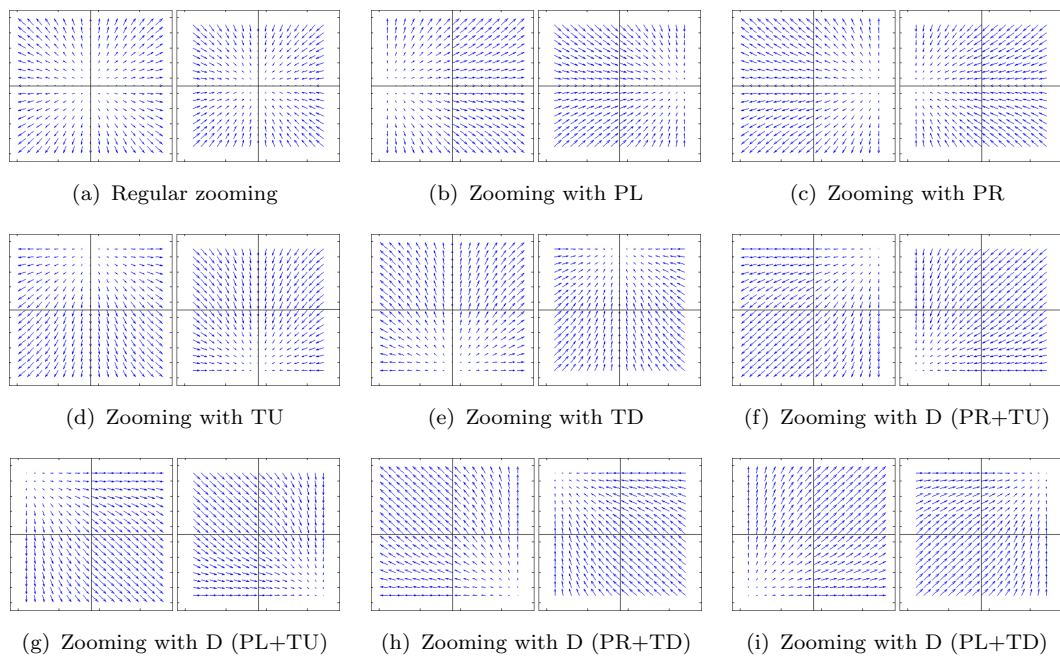 (a) Regular zooming
(b) Zooming with PL
(c) Zooming with PR
(d) Zooming with TU
(e) Zooming with TD
(f) Zooming with D (PR+TU)
(g) Zooming with D (PL+TU)
(h) Zooming with D (PR+TD)
(i) Zooming with D (PL+TD)